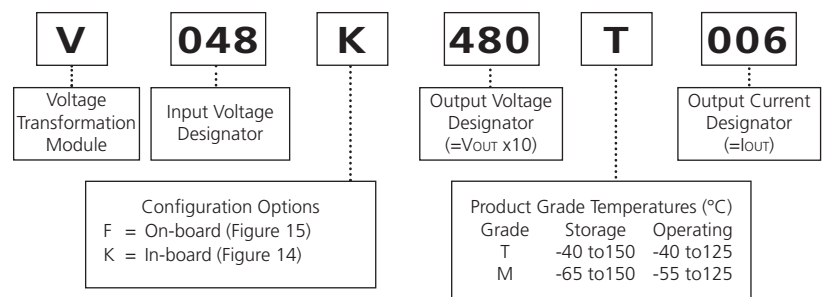 V 048 K 480 T 006
Voltage
Transformation
Module
Input Voltage
Designator
Output Voltage
Designator
(=VOUT x10)
Output Current
Designator
(=IOUT)
Configuration Options
F = On-board (Figure 15)
K = In-board (Figure 14)
Product Grade Temperatures (°C)
Grade Storage Operating
T -40 to150 -40 to125
M -65 to150 -55 to125